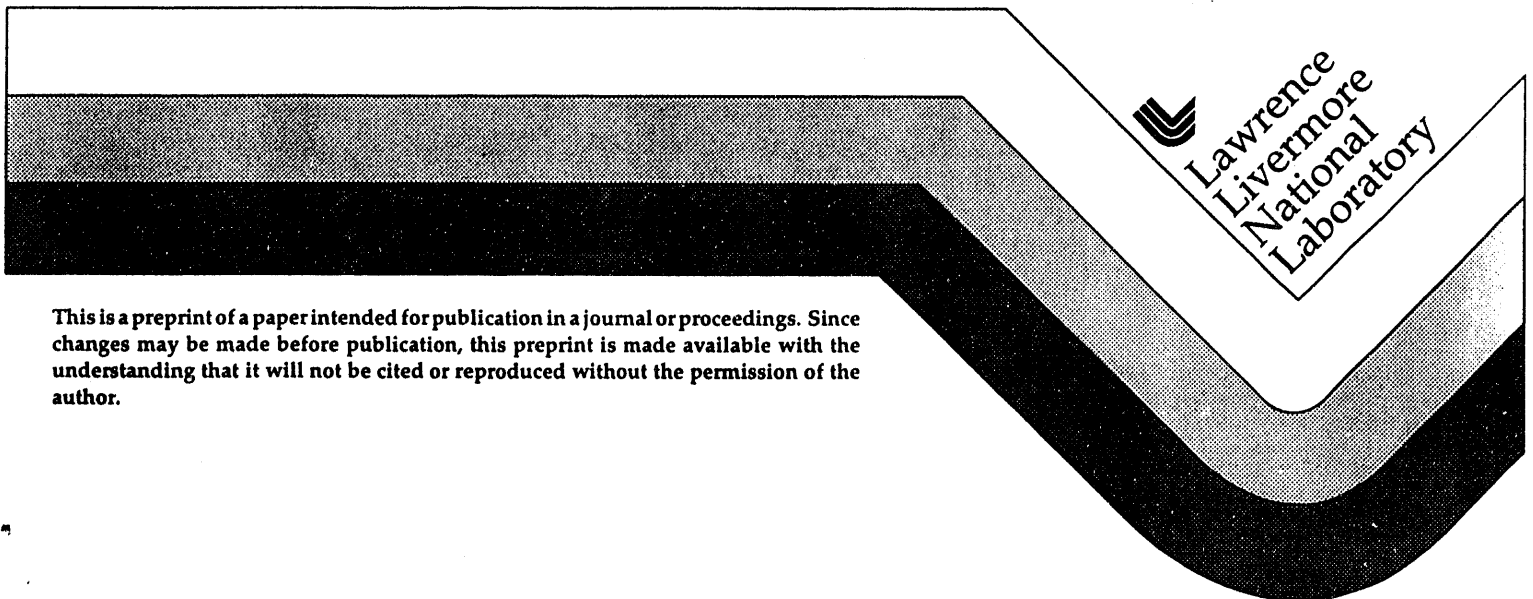 Lawrence
Livermore
National
Laboratory
This is a preprint of a paper intended for publication in a journal or proceedings. Since
changes may be made before publication, this preprint is made available with the
understanding that it will not be cited or reproduced without the permission of the
author.